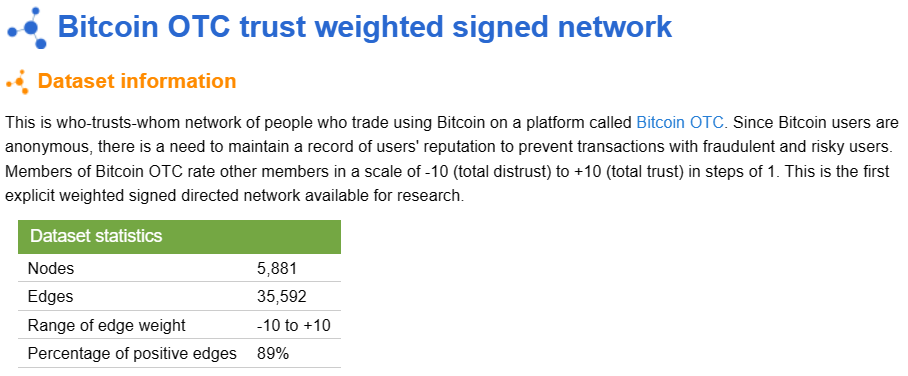 Bitcoin OTC trust weighted signed network
Dataset information
This is who-trusts-whom network of people who trade using Bitcoin on a platform called Bitcoin OTC. Since Bitcoin users are
anonymous, there is a need to maintain a record of users' reputation to prevent transactions with fraudulent and risky users.
Members of Bitcoin OTC rate other members in a scale of -10 (total distrust) to +10 (total trust) in steps of 1. This is the first
explicit weighted signed directed network available for research.
Dataset statistics
Nodes 5,881
Edges 35,592
Range of edge weight -10 to +10
Percentage of positive edges 89%